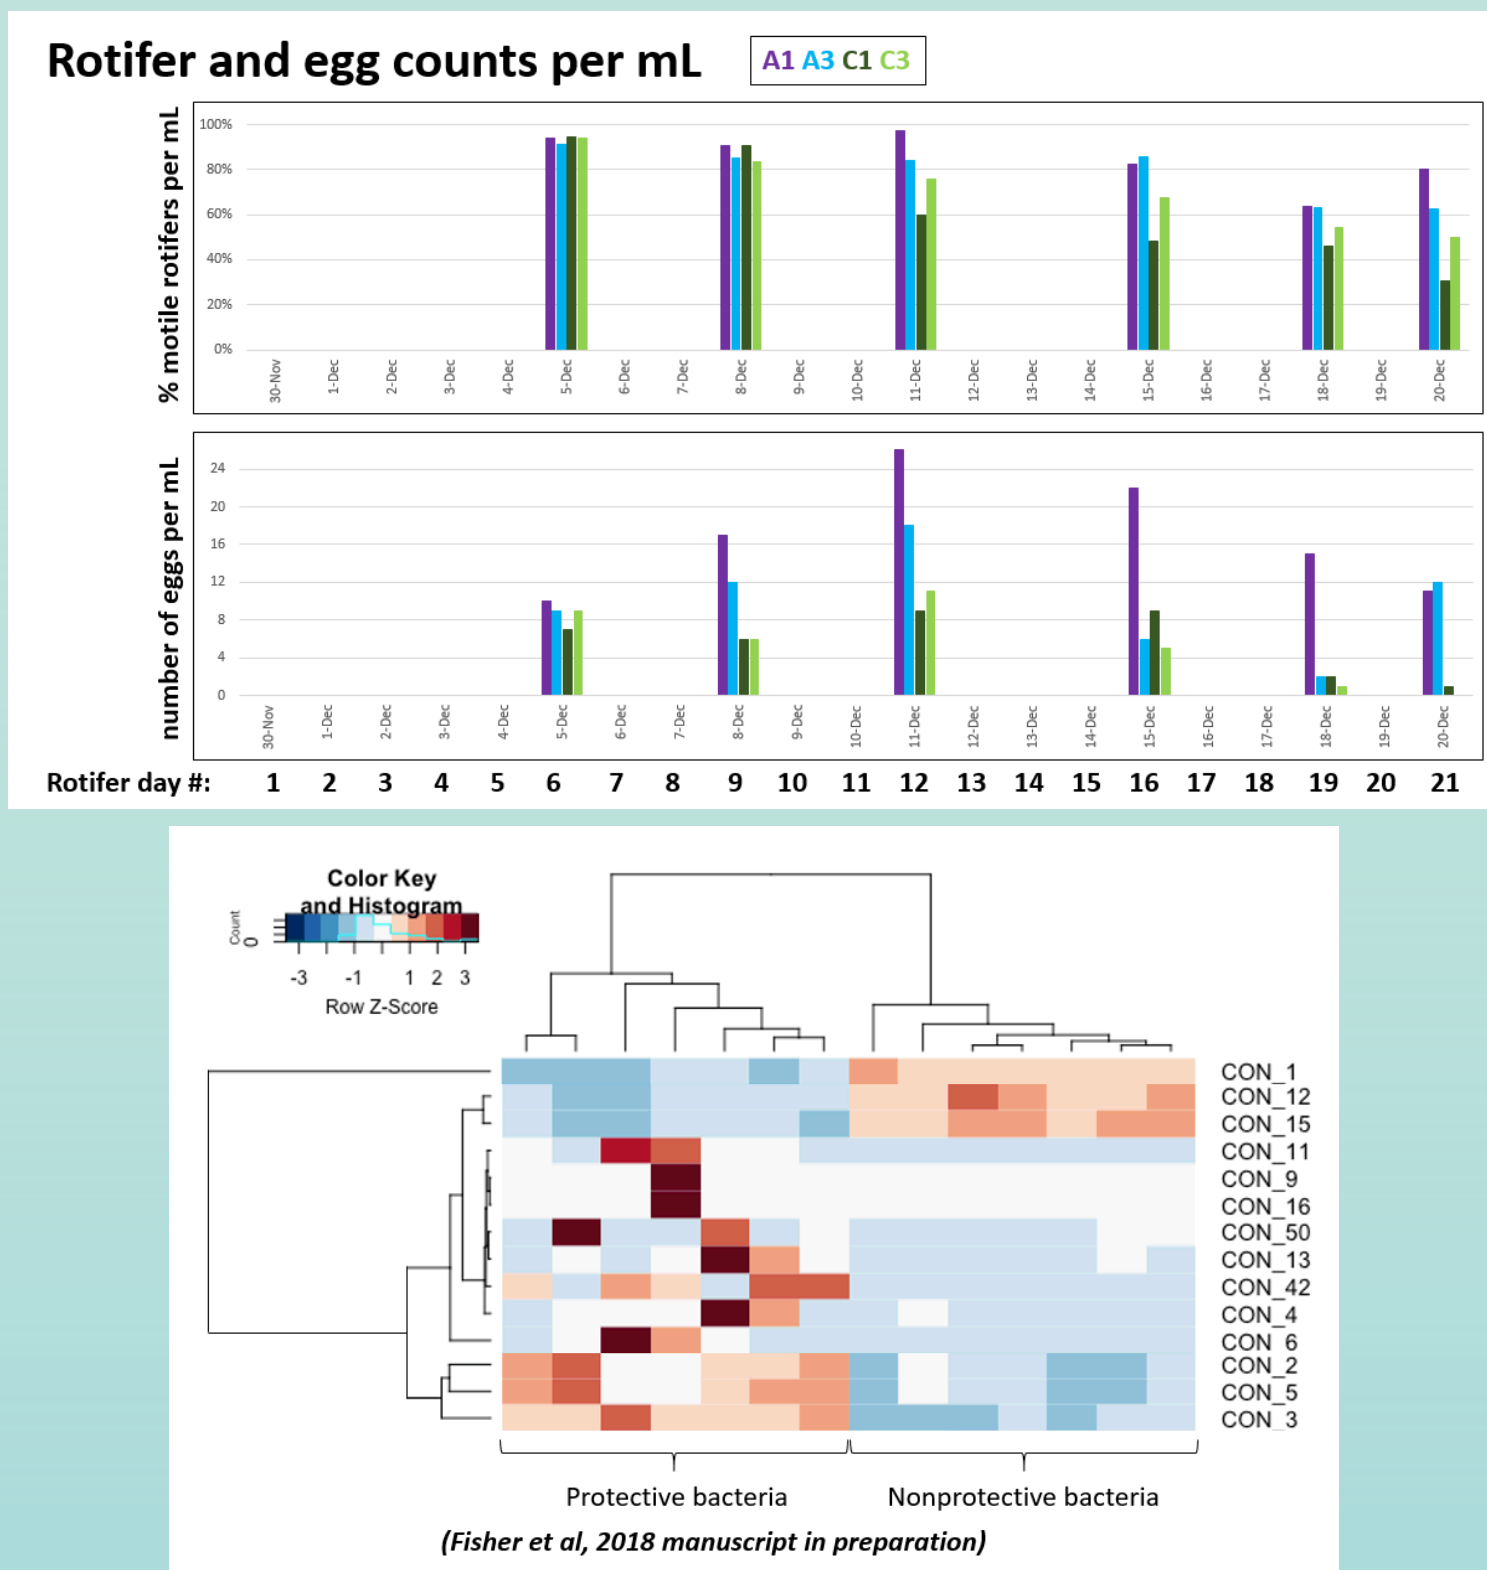 Rotifer and egg counts per mL
A1 A3 C1 C3
% motile rotifers per mL
100%
80%
60%
40%
20%
0%
30-Nov 1-Dec 2-Dec 3-Dec 4-Dec 5-Dec 6-Dec 7-Dec 8-Dec 9-Dec 10-Dec 11-Dec 12-Dec 13-Dec 14-Dec 15-Dec 16-Dec 17-Dec 18-Dec 19-Dec 20-Dec
number of eggs per mL
24
20
16
12
8
4
0
30-Nov 1-Dec 2-Dec 3-Dec 4-Dec 5-Dec 6-Dec 7-Dec 8-Dec 9-Dec 10-Dec 11-Dec 12-Dec 13-Dec 14-Dec 15-Dec 16-Dec 17-Dec 18-Dec 19-Dec 20-Dec
Rotifer day #: 1 2 3 4 5 6 7 8 9 10 11 12 13 14 15 16 17 18 19 20 21
Color Key
and Histogram
Count
0
-3 -1 1 2 3
Row Z-Score
CON_1
CON_12
CON_15
CON_11
CON_9
CON_16
CON_50
CON_13
CON_42
CON_4
CON_6
CON_2
CON_5
CON_3
Protective bacteria
Nonprotective bacteria
(Fisher et al, 2018 manuscript in preparation)